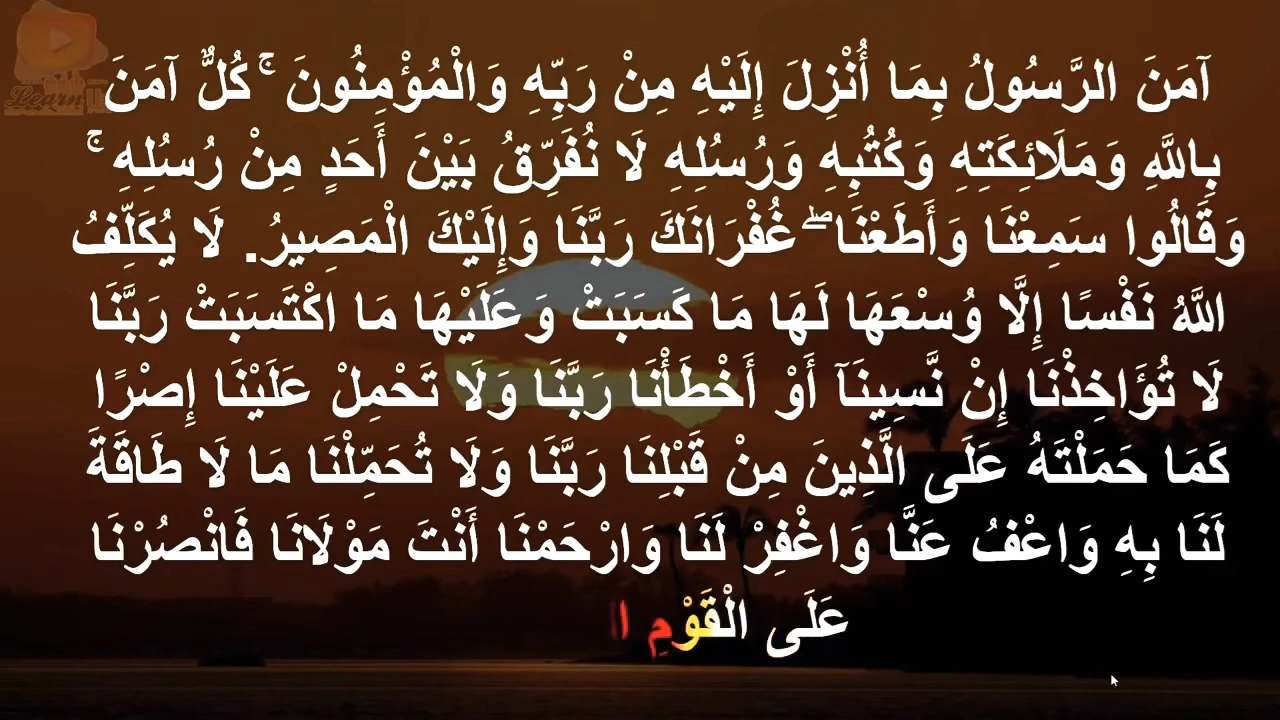 آمَنَ الرَّسُولُ بِمَا أُنْزِلَ إِلَيْهِ مِنْ رَبِّهِ وَالْمُؤْمِنُونَ ۚ كُلٌّ آمَنَ
بِاللَّهِ وَمَلَائِكَتِهِ وَكُتُبِهِ وَرُسُلِهِ لَا نُفَرِّقُ بَيْنَ أَحَدٍ مِنْ رُسُلِهِ ۚ
وَقَالُوا سَمِعْنَا وَأَطَعْنَا ۖ غُفْرَانَكَ رَبَّنَا وَإِلَيْكَ الْمَصِيرُ. لَا يُكَلِّفُ
اللَّهُ نَفْسًا إِلَّا وُسْعَهَا لَهَا مَا كَسَبَتْ وَعَلَيْهَا مَا اكْتَسَبَتْ رَبَّنَا
لَا تُؤَاخِذْنَا إِنْ نَّسِينَآ أَوْ أَخْطَأْنَا رَبَّنَا وَلَا تَحْمِلْ عَلَيْنَا إِصْرًا
كَمَا حَمَلْتَهُ عَلَى الَّذِينَ مِنْ قَبْلِنَا رَبَّنَا وَلَا تُحَمِّلْنَا مَا لَا طَاقَةَ
لَنَا بِهِ وَاعْفُ عَنَّا وَاغْفِرْ لَنَا وَارْحَمْنَا أَنْتَ مَوْلَانَا فَانْصُرْنَا
عَلَى الْقَوْمِ ا
Learn